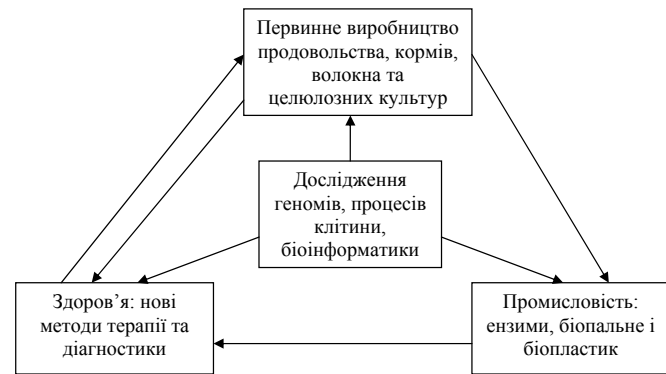 Первинне виробництво
продовольства, кормів,
волокна та
целюлозних культур
Дослідження
геномів, процесів
клітини,
біоінформатики
Здоров’я: нові
методи терапії та
діагностики
Промисловість:
ензими, біопальне і
біопластик